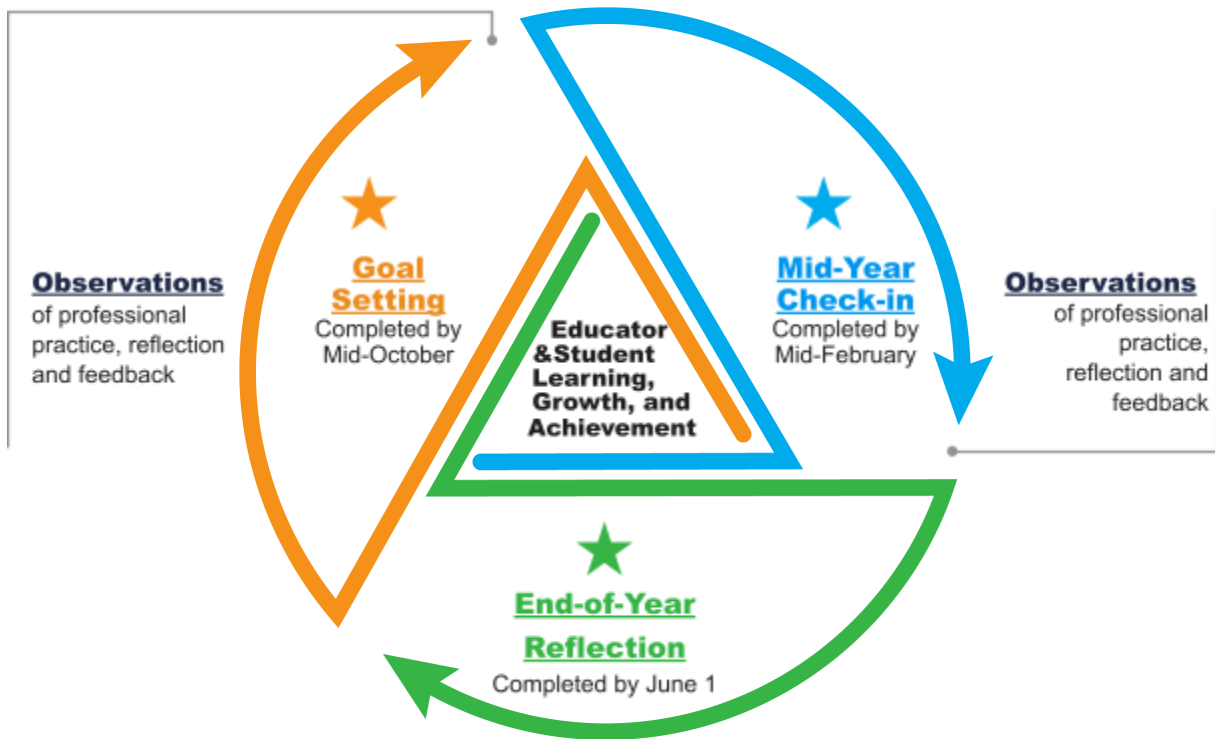 Observations
of professional
practice, reflection
and feedback
Goal
Setting
Completed by
Mid-October
Educator
&Student
Learning,
Growth, and
Achievement
Mid-Year
Check-in
Completed by
Mid-February
Observations
of professional
practice,
reflection and
feedback
End-of-Year
Reflection
Completed by June 1